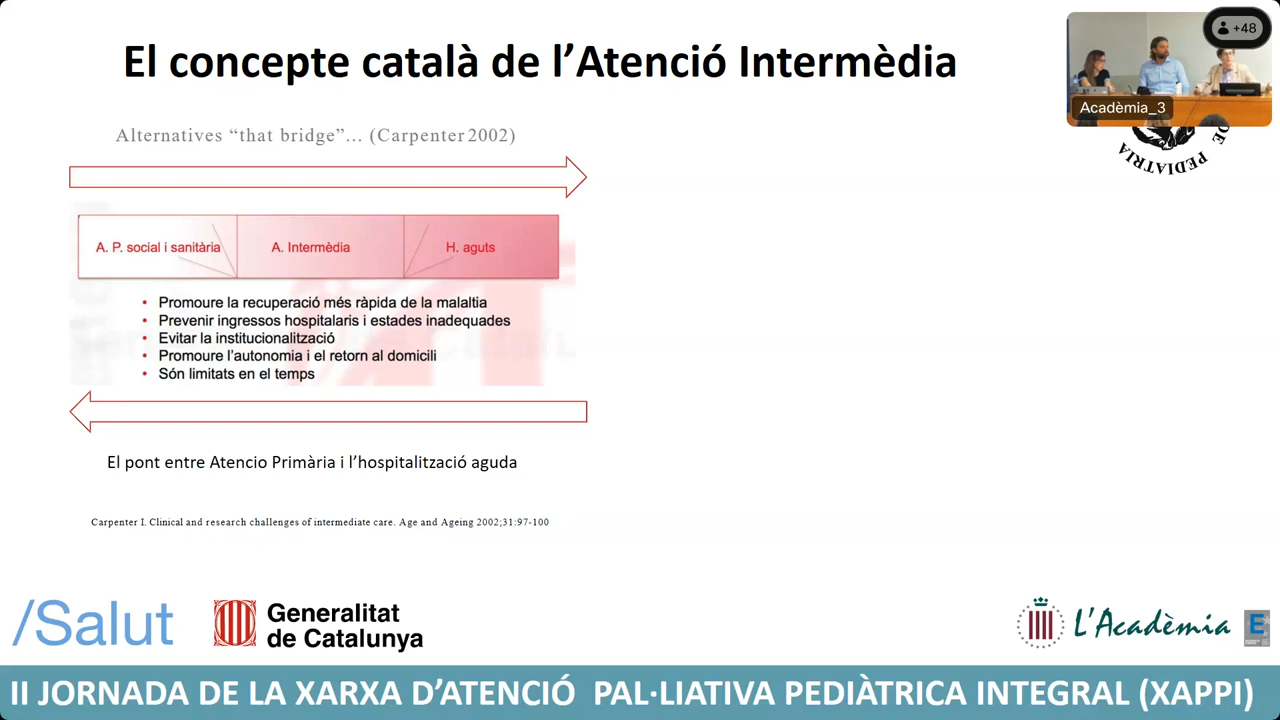 El concepte català de l'Atenció Intermèdia
+48
Acadèmia_3
DE PEDIATRIA
Alternatives “that bridge”... (Carpenter 2002)
A. P. social i sanitària
A. Intermèdia
H. aguts
• Promoure la recuperació més ràpida de la malaltia
• Prevenir ingressos hospitalaris i estades inadequades
• Evitar la institucionalització
• Promoure l'autonomia i el retorn al domicili
• Són limitats en el temps
El pont entre Atencio Primària i l'hospitalització aguda
Carpenter I. Clinical and research challenges of intermediate care. Age and Ageing 2002;31:97-100
/Salut
Generalitat
de Catalunya
L'Acadèmia
E
II JORNADA DE LA XARXA D'ATENCIÓ PAL·LIATIVA PEDIÀTRICA INTEGRAL (XAPPI)